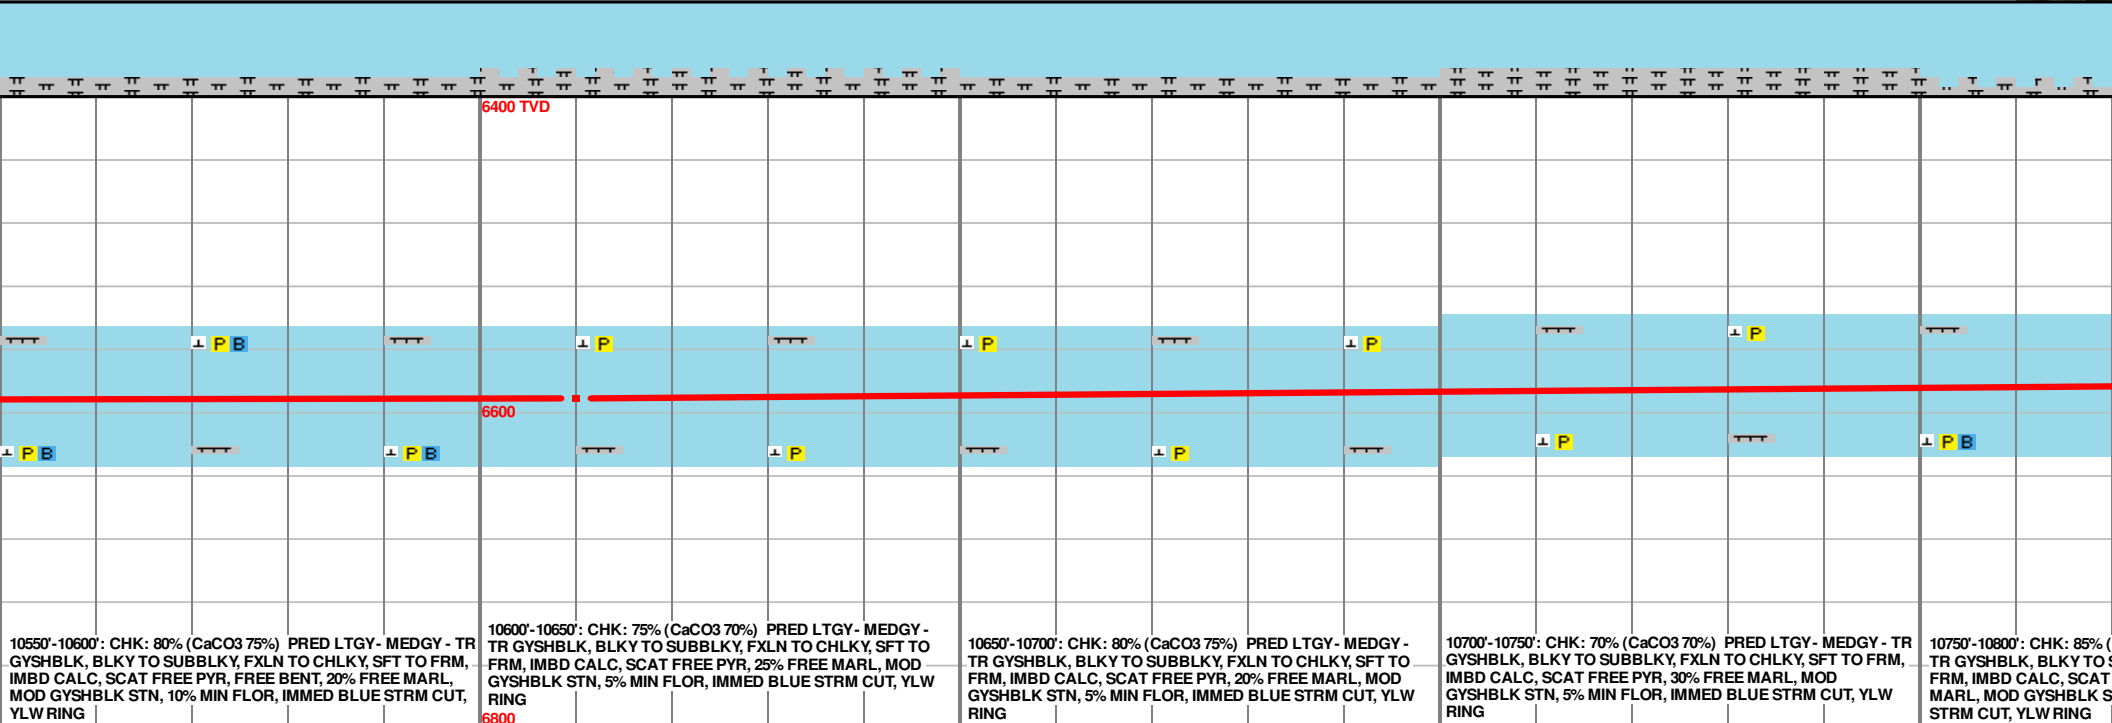 6400 TVD
P B
P
P
P
P
6600
P B
P B
P
P
P
P B
10550'-10600': CHK: 80% (CaCO3 75%) PRED LTGY - MEDGY - TR
GYSHBLK, BLKY TO SUBBLKY, FXLN TO CHLKY, SFT TO FRM,
IMBD CALC, SCAT FREE PYR, FREE BENT, 20% FREE MARL,
MOD GYSHBLK STN, 10% MIN FLOR, IMMED BLUE STRM CUT,
YLW RING
10600'-10650': CHK: 75% (CaCO3 70%) PRED LTGY - MEDGY -
TR GYSHBLK, BLKY TO SUBBLKY, FXLN TO CHLKY, SFT TO
FRM, IMBD CALC, SCAT FREE PYR, 25% FREE MARL, MOD
GYSHBLK STN, 5% MIN FLOR, IMMED BLUE STRM CUT, YLW
RING
10650'-10700': CHK: 80% (CaCO3 75%) PRED LTGY - MEDGY -
TR GYSHBLK, BLKY TO SUBBLKY, FXLN TO CHLKY, SFT TO
FRM, IMBD CALC, SCAT FREE PYR, 20% FREE MARL, MOD
GYSHBLK STN, 5% MIN FLOR, IMMED BLUE STRM CUT, YLW
RING
10700'-10750': CHK: 70% (CaCO3 70%) PRED LTGY - MEDGY - TR
GYSHBLK, BLKY TO SUBBLKY, FXLN TO CHLKY, SFT TO FRM,
IMBD CALC, SCAT FREE PYR, 30% FREE MARL, MOD
GYSHBLK STN, 5% MIN FLOR, IMMED BLUE STRM CUT, YLW
RING
10750'-10800': CHK: 85% (
TR GYSHBLK, BLKY TO S
FRM, IMBD CALC, SCAT
MARL, MOD GYSHBLK S
STRM CUT, YLW RING
6800